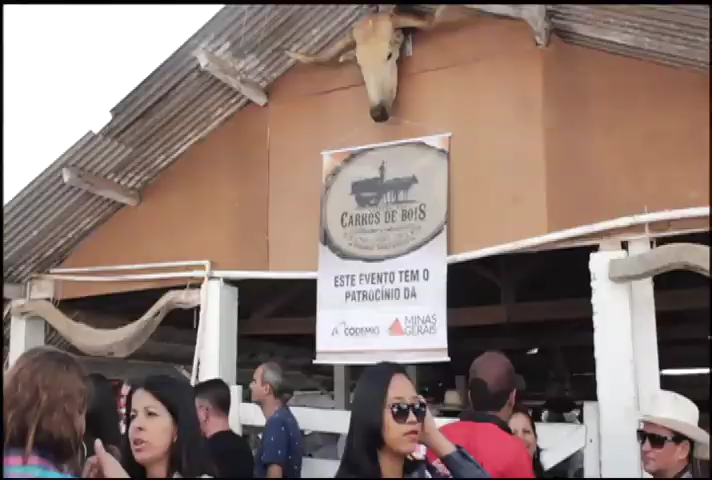 CARROS DE BOIS
ESTE EVENTO TEM O
PATROCÍNIO DA
CODEMIG
MINAS
GERAIS